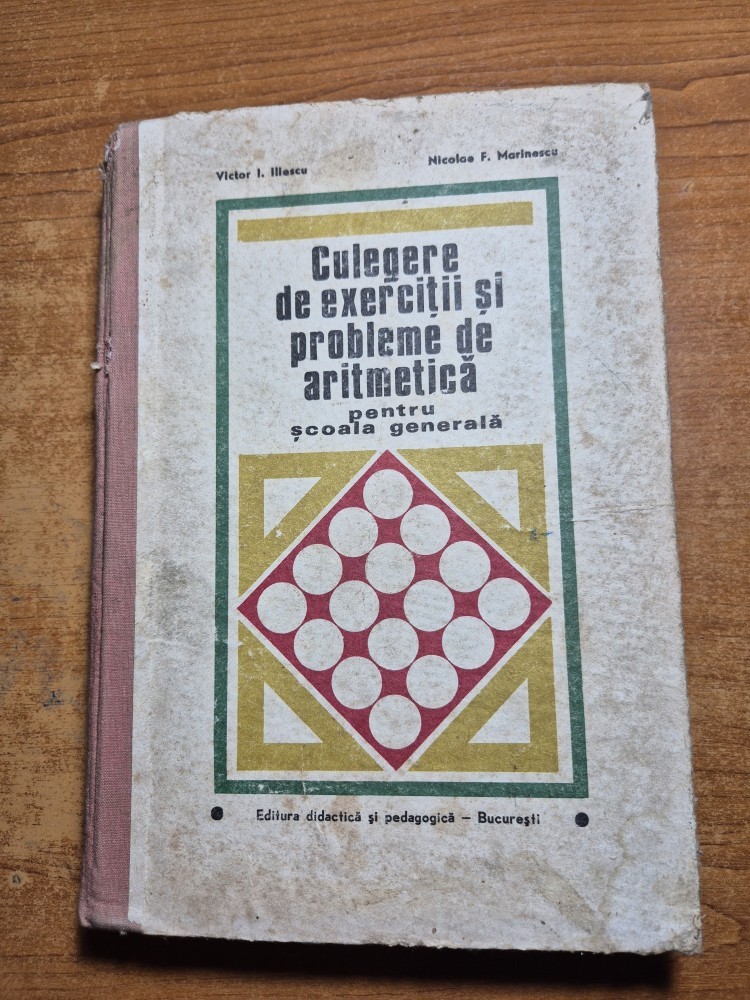 Victor I. Iliescu
Nicolae F. Marinescu
Culegere
de exerciții și
probleme de
aritmetică
pentru
școala generală
Editura didactică și pedagogică – București